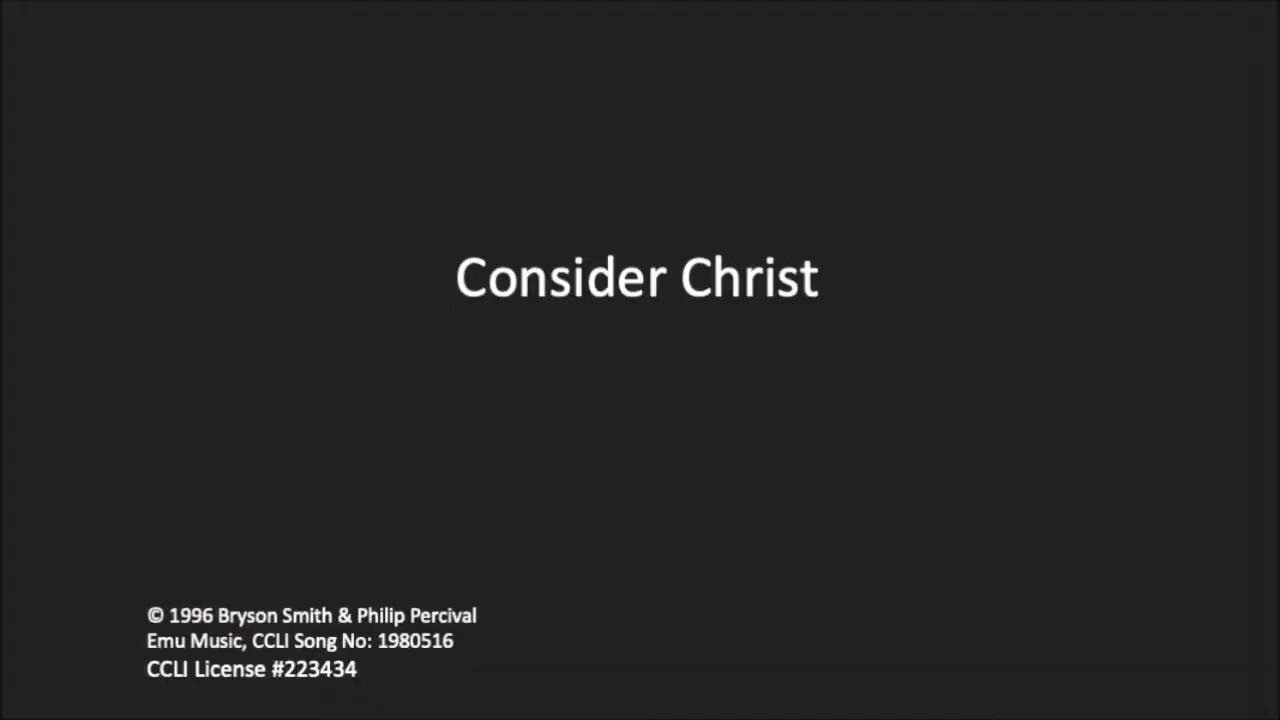 Consider Christ
© 1996 Bryson Smith & Philip Percival
Emu Music, CCLI Song No: 1980516
CCLI License #223434